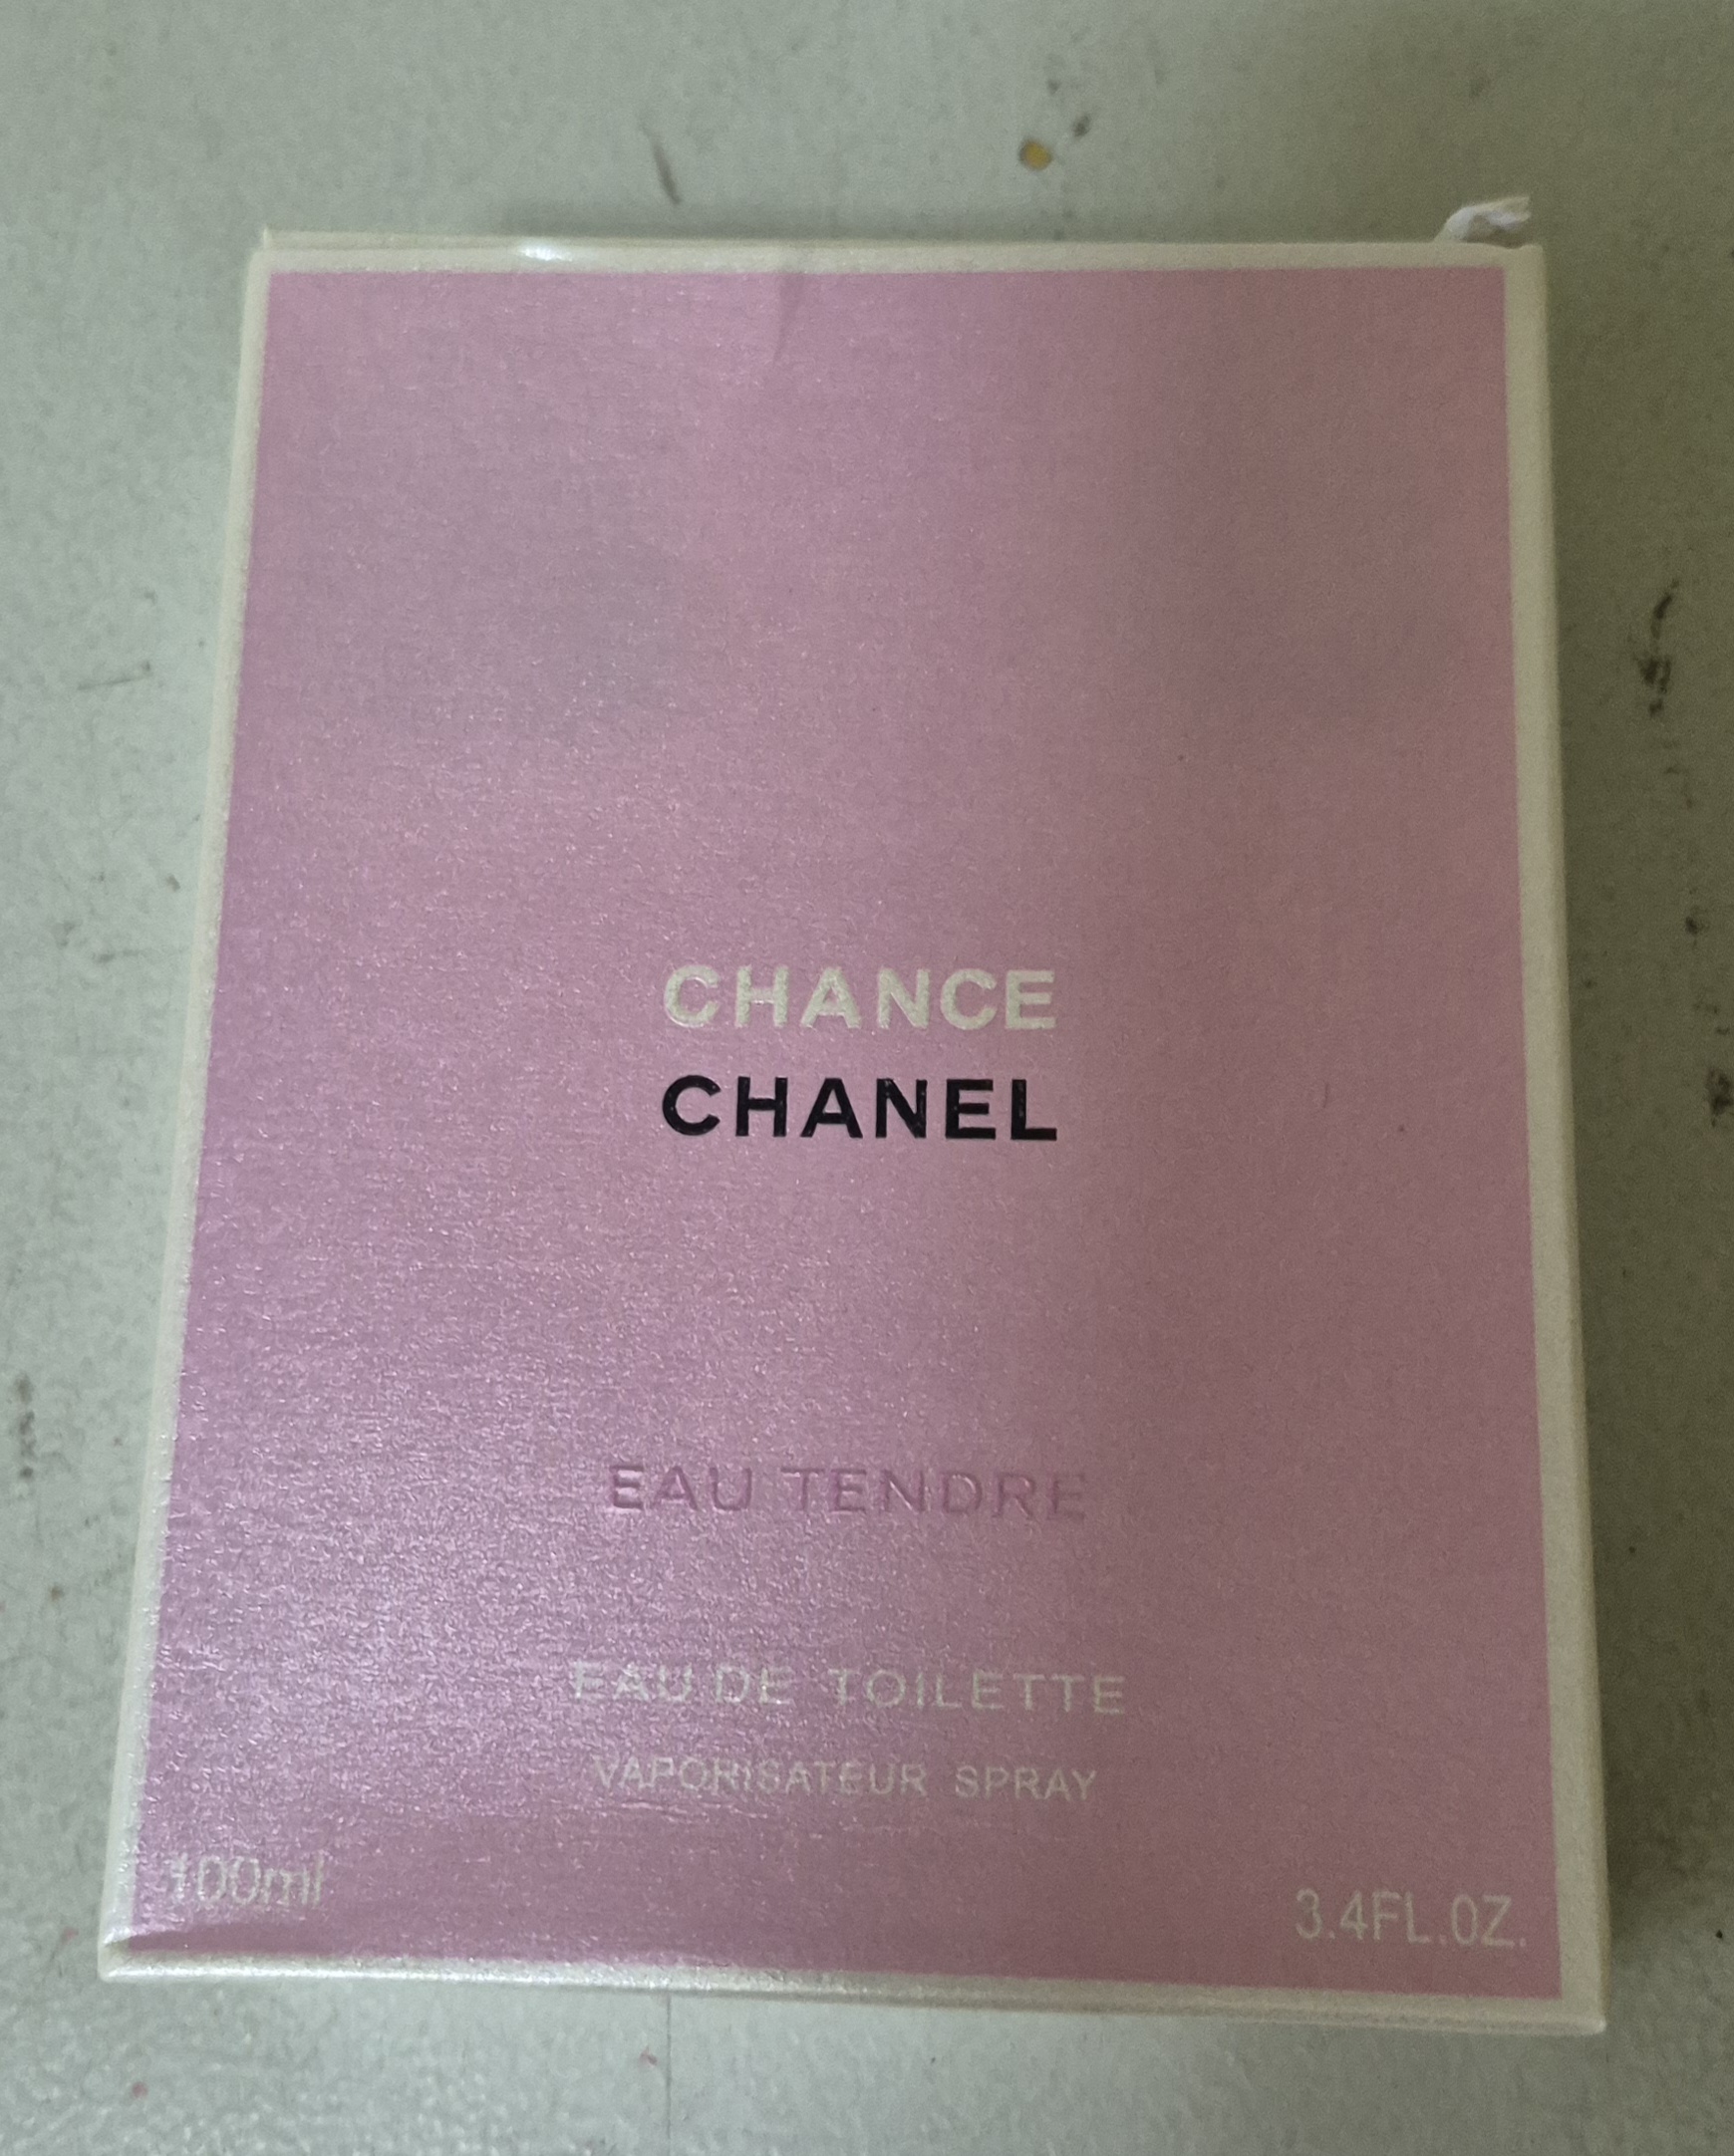 CHANCE
CHANEL
EAU TENDRE
EAU DE TOILETTE
VAPORISATEUR SPRAY
100ml
3.4FL.OZ.